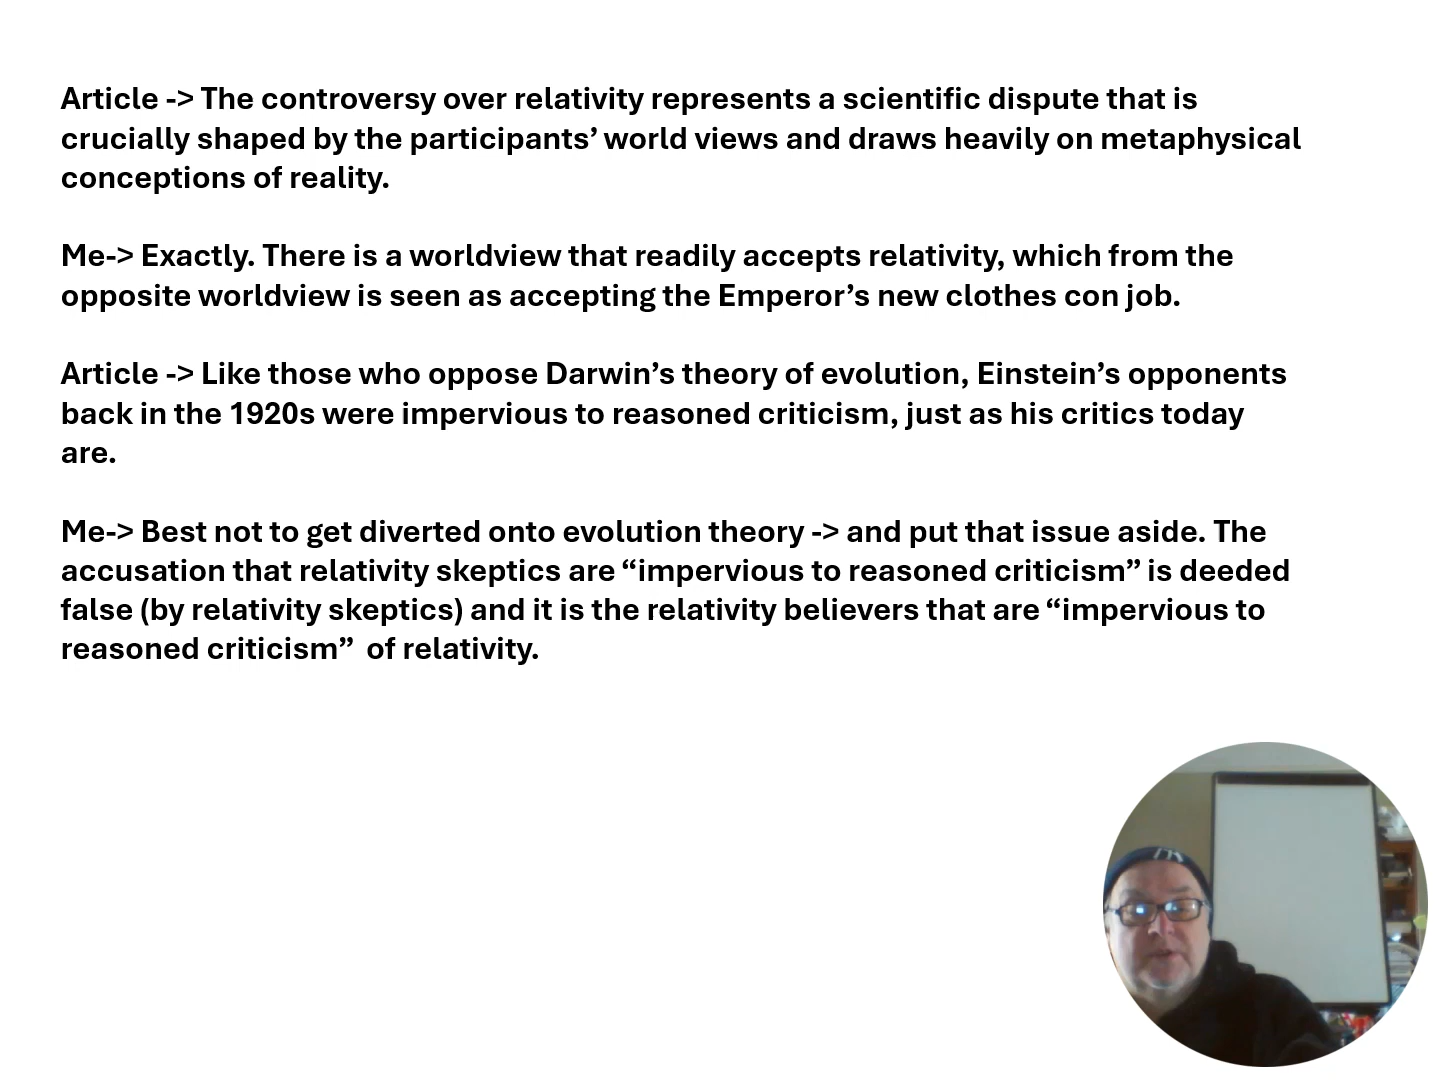 Article -> The controversy over relativity represents a scientific dispute that is
crucially shaped by the participants’ world views and draws heavily on metaphysical
conceptions of reality.
Me-> Exactly. There is a worldview that readily accepts relativity, which from the
opposite worldview is seen as accepting the Emperor’s new clothes con job.
Article -> Like those who oppose Darwin’s theory of evolution, Einstein’s opponents
back in the 1920s were impervious to reasoned criticism, just as his critics today
are.
Me-> Best not to get diverted onto evolution theory -> and put that issue aside. The
accusation that relativity skeptics are “impervious to reasoned criticism” is deeded
false (by relativity skeptics) and it is the relativity believers that are “impervious to
reasoned criticism”  of relativity.